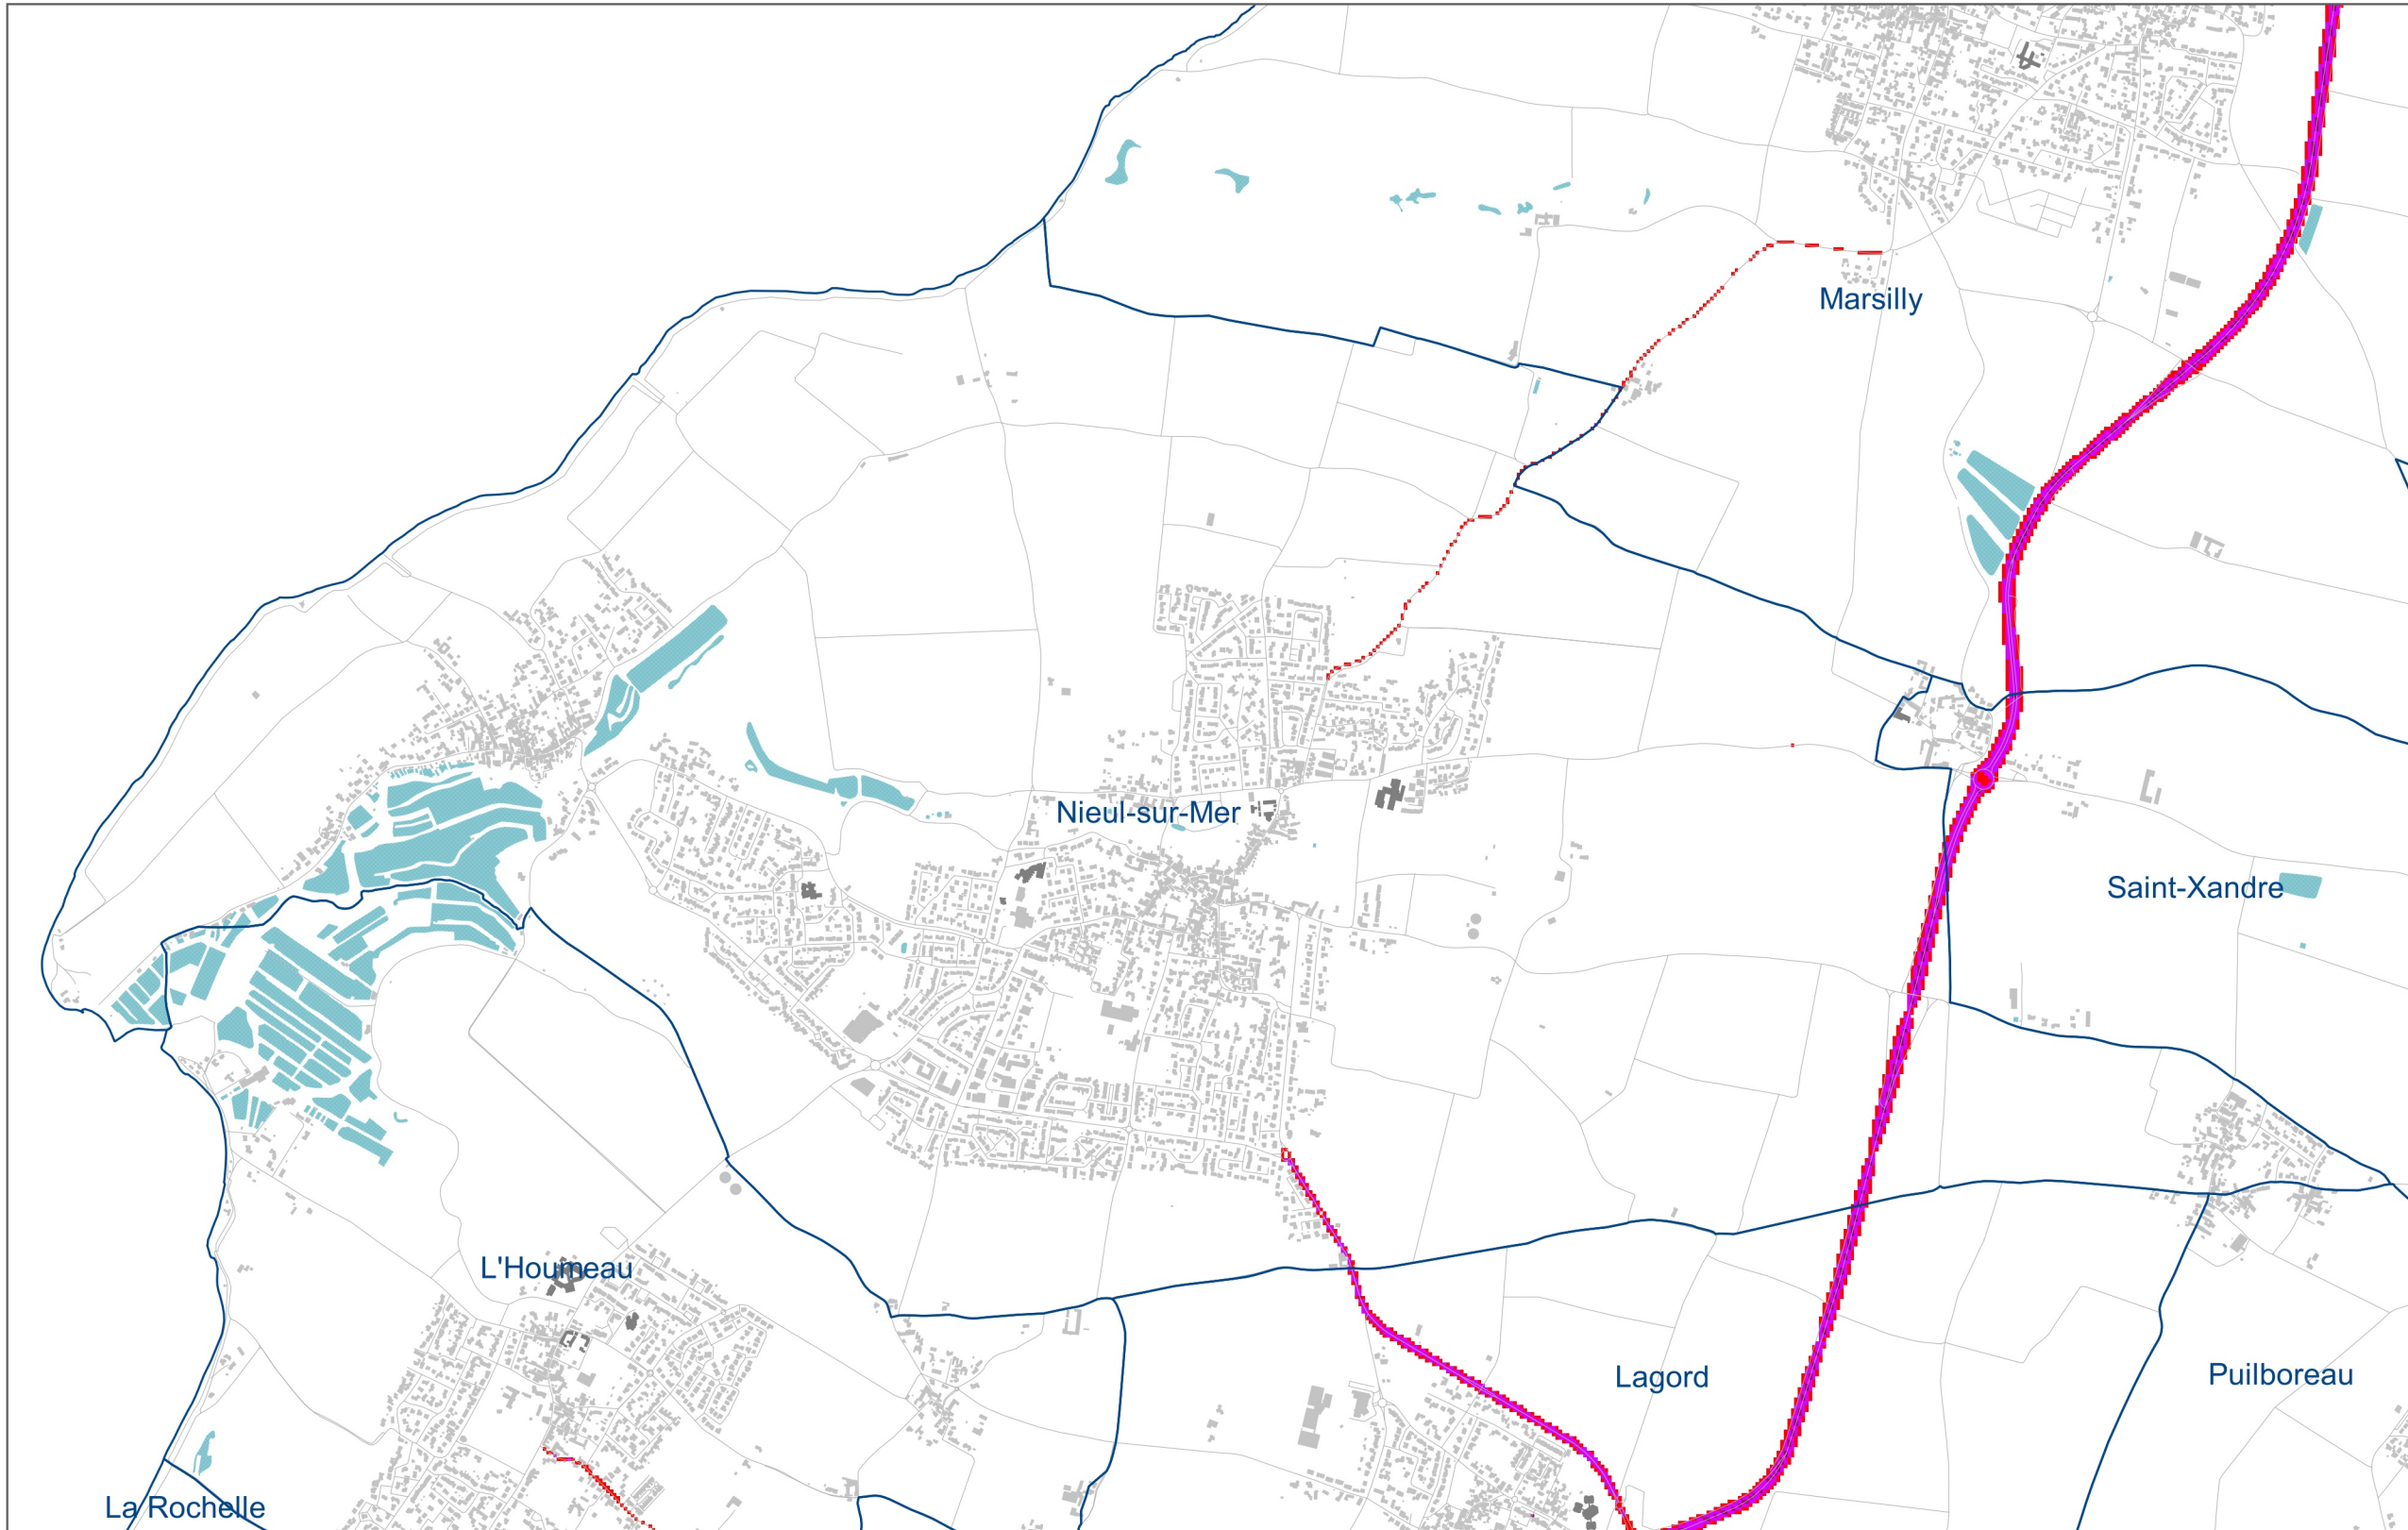 Marsilly
Nieul-sur-Mer
Saint-Xandre
L'Houmeau
Lagord
Puilboreau
La Rochelle